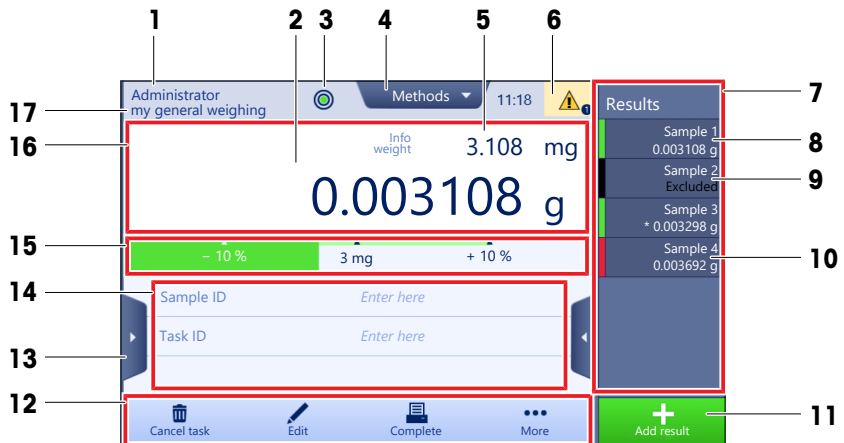 1 2 3 4 5 6
Administrator
my general weighing
Methods
11:18
1
17
16
Info
weight
3.108 mg
0.003108 g
15
– 10 %
3 mg
+ 10 %
14
Sample ID Enter here
Task ID Enter here
13
12
Cancel task
Edit
Complete
More
7
Results
Sample 1
0.003108 g
8
Sample 2
Excluded
9
Sample 3
* 0.003298 g
Sample 4
0.003692 g
10
Add result
11